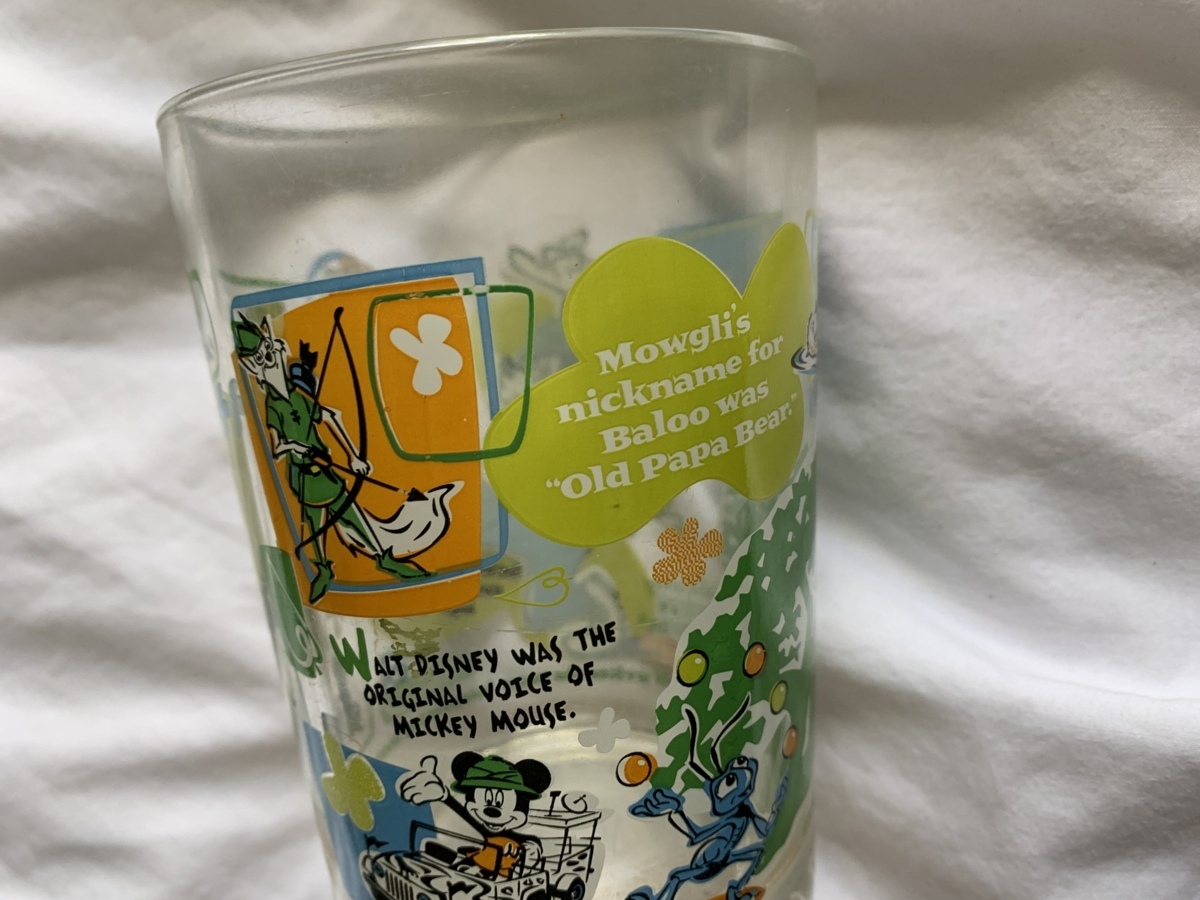 Mowgli's
nickname for
Baloo was
“Old Papa Bear.”
WALT DISNEY WAS THE
ORIGINAL VOICE OF
MICKEY MOUSE.